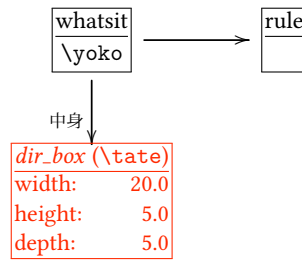 whatsit
\yoko
rule
中身
dir_box (\tate)
width: 20.0
height: 5.0
depth: 5.0